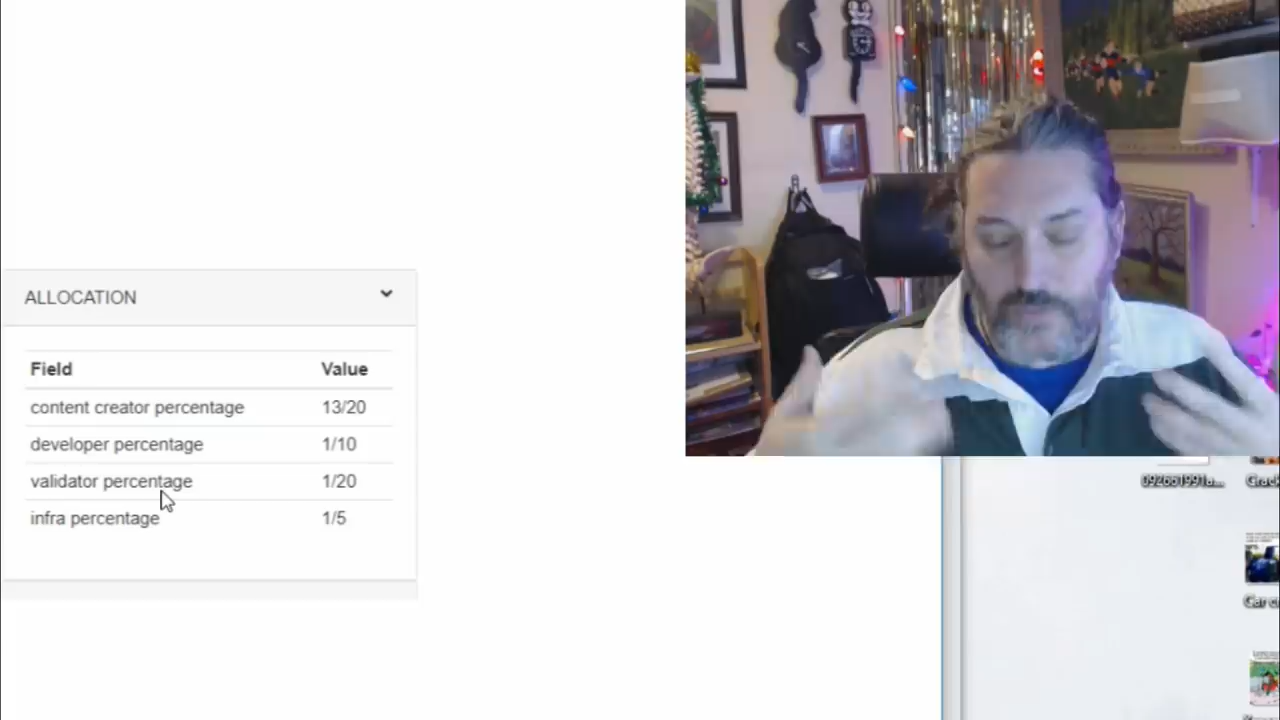 ALLOCATION
Field Value
content creator percentage 13/20
developer percentage 1/10
validator percentage 1/20
infra percentage 1/5